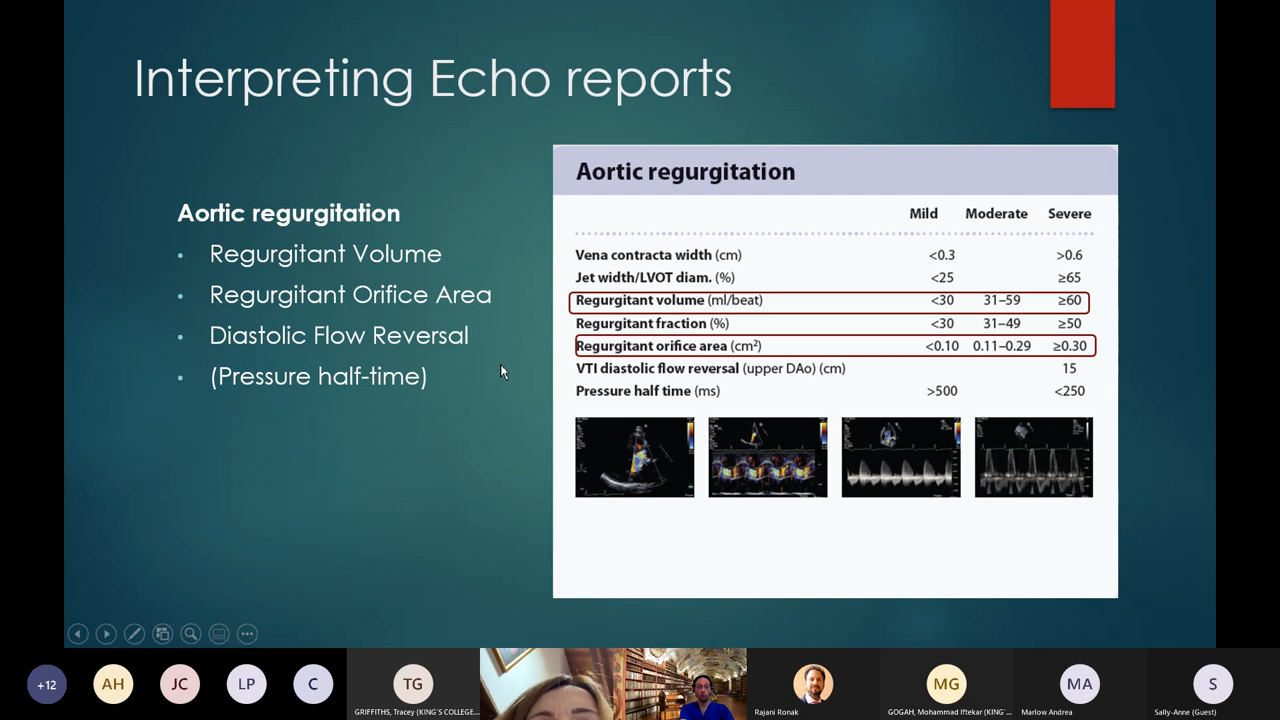 Interpreting Echo reports
Aortic regurgitation
• Regurgitant Volume
• Regurgitant Orifice Area
• Diastolic Flow Reversal
• (Pressure half-time)
Aortic regurgitation
Mild Moderate Severe
Vena contracta width (cm) <0.3 >0.6
Jet width/LVOT diam. (%) <25 ≥65
Regurgitant volume (ml/beat) <30 31–59 ≥60
Regurgitant fraction (%) <30 31–49 ≥50
Regurgitant orifice area (cm²) <0.10 0.11–0.29 ≥0.30
VTI diastolic flow reversal (upper DAo) (cm) 15
Pressure half time (ms) >500 <250
+12 AH JC LP C TG MG MA S
GRIFFITHS, Tracey (KING'S COLLEGE... Rajani Ronak GOGAH, Mohammad Iftekar (KING'... Marlow Andrea Sally-Anne (Guest)